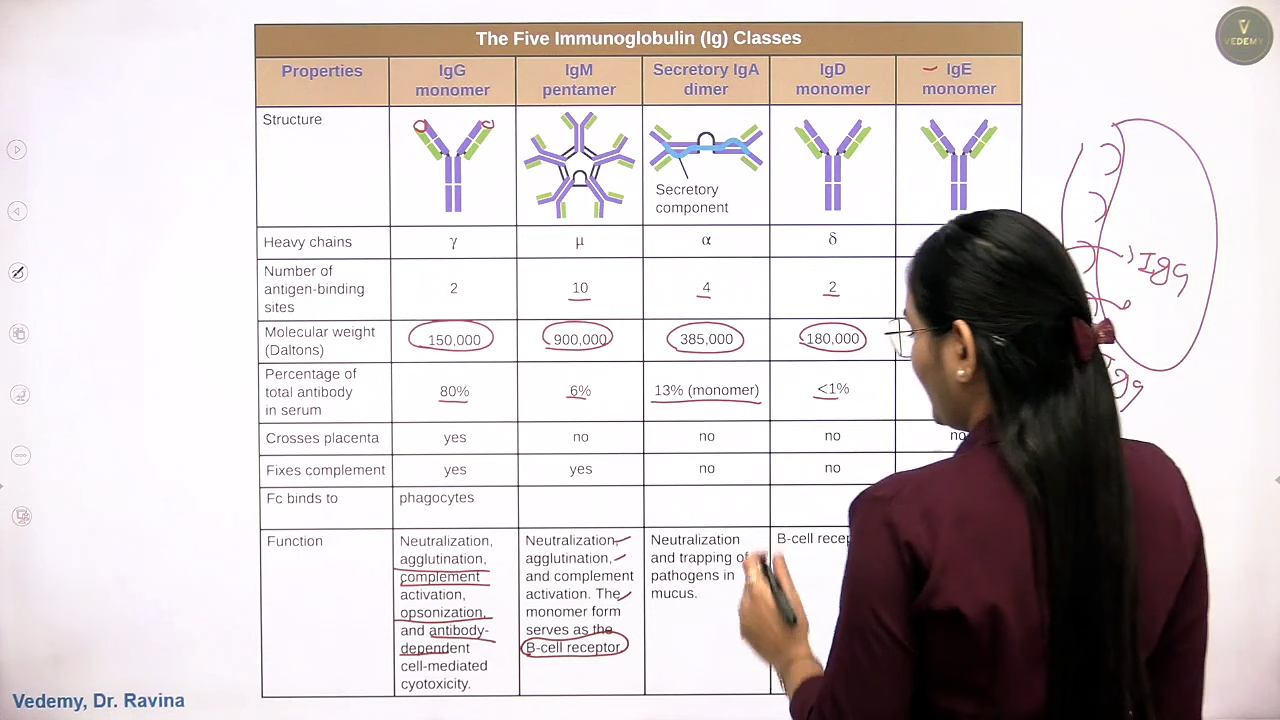 VEDEMY
The Five Immunoglobulin (Ig) Classes
Properties
IgG
monomer
IgM
pentamer
Secretory IgA
dimer
IgD
monomer
IgE
monomer
Structure
Secretory
component
Heavy chains
γ
μ
α
δ
Number of
antigen-binding
sites
2
10
4
2
Molecular weight
(Daltons)
150,000
900,000
385,000
180,000
Percentage of
total antibody
in serum
80%
6%
13% (monomer)
<1%
Crosses placenta
yes
no
no
no
no
Fixes complement
yes
yes
no
no
Fc binds to
phagocytes
Function
Neutralization,
agglutination,
complement
activation,
opsonization,
and antibody-
dependent
cell-mediated
cyotoxicity.
Neutralization,
agglutination,
and complement
activation. The
monomer form
serves as the
B-cell receptor
Neutralization
and trapping of
pathogens in
mucus.
B-cell
IgG
Vedemy, Dr. Ravina